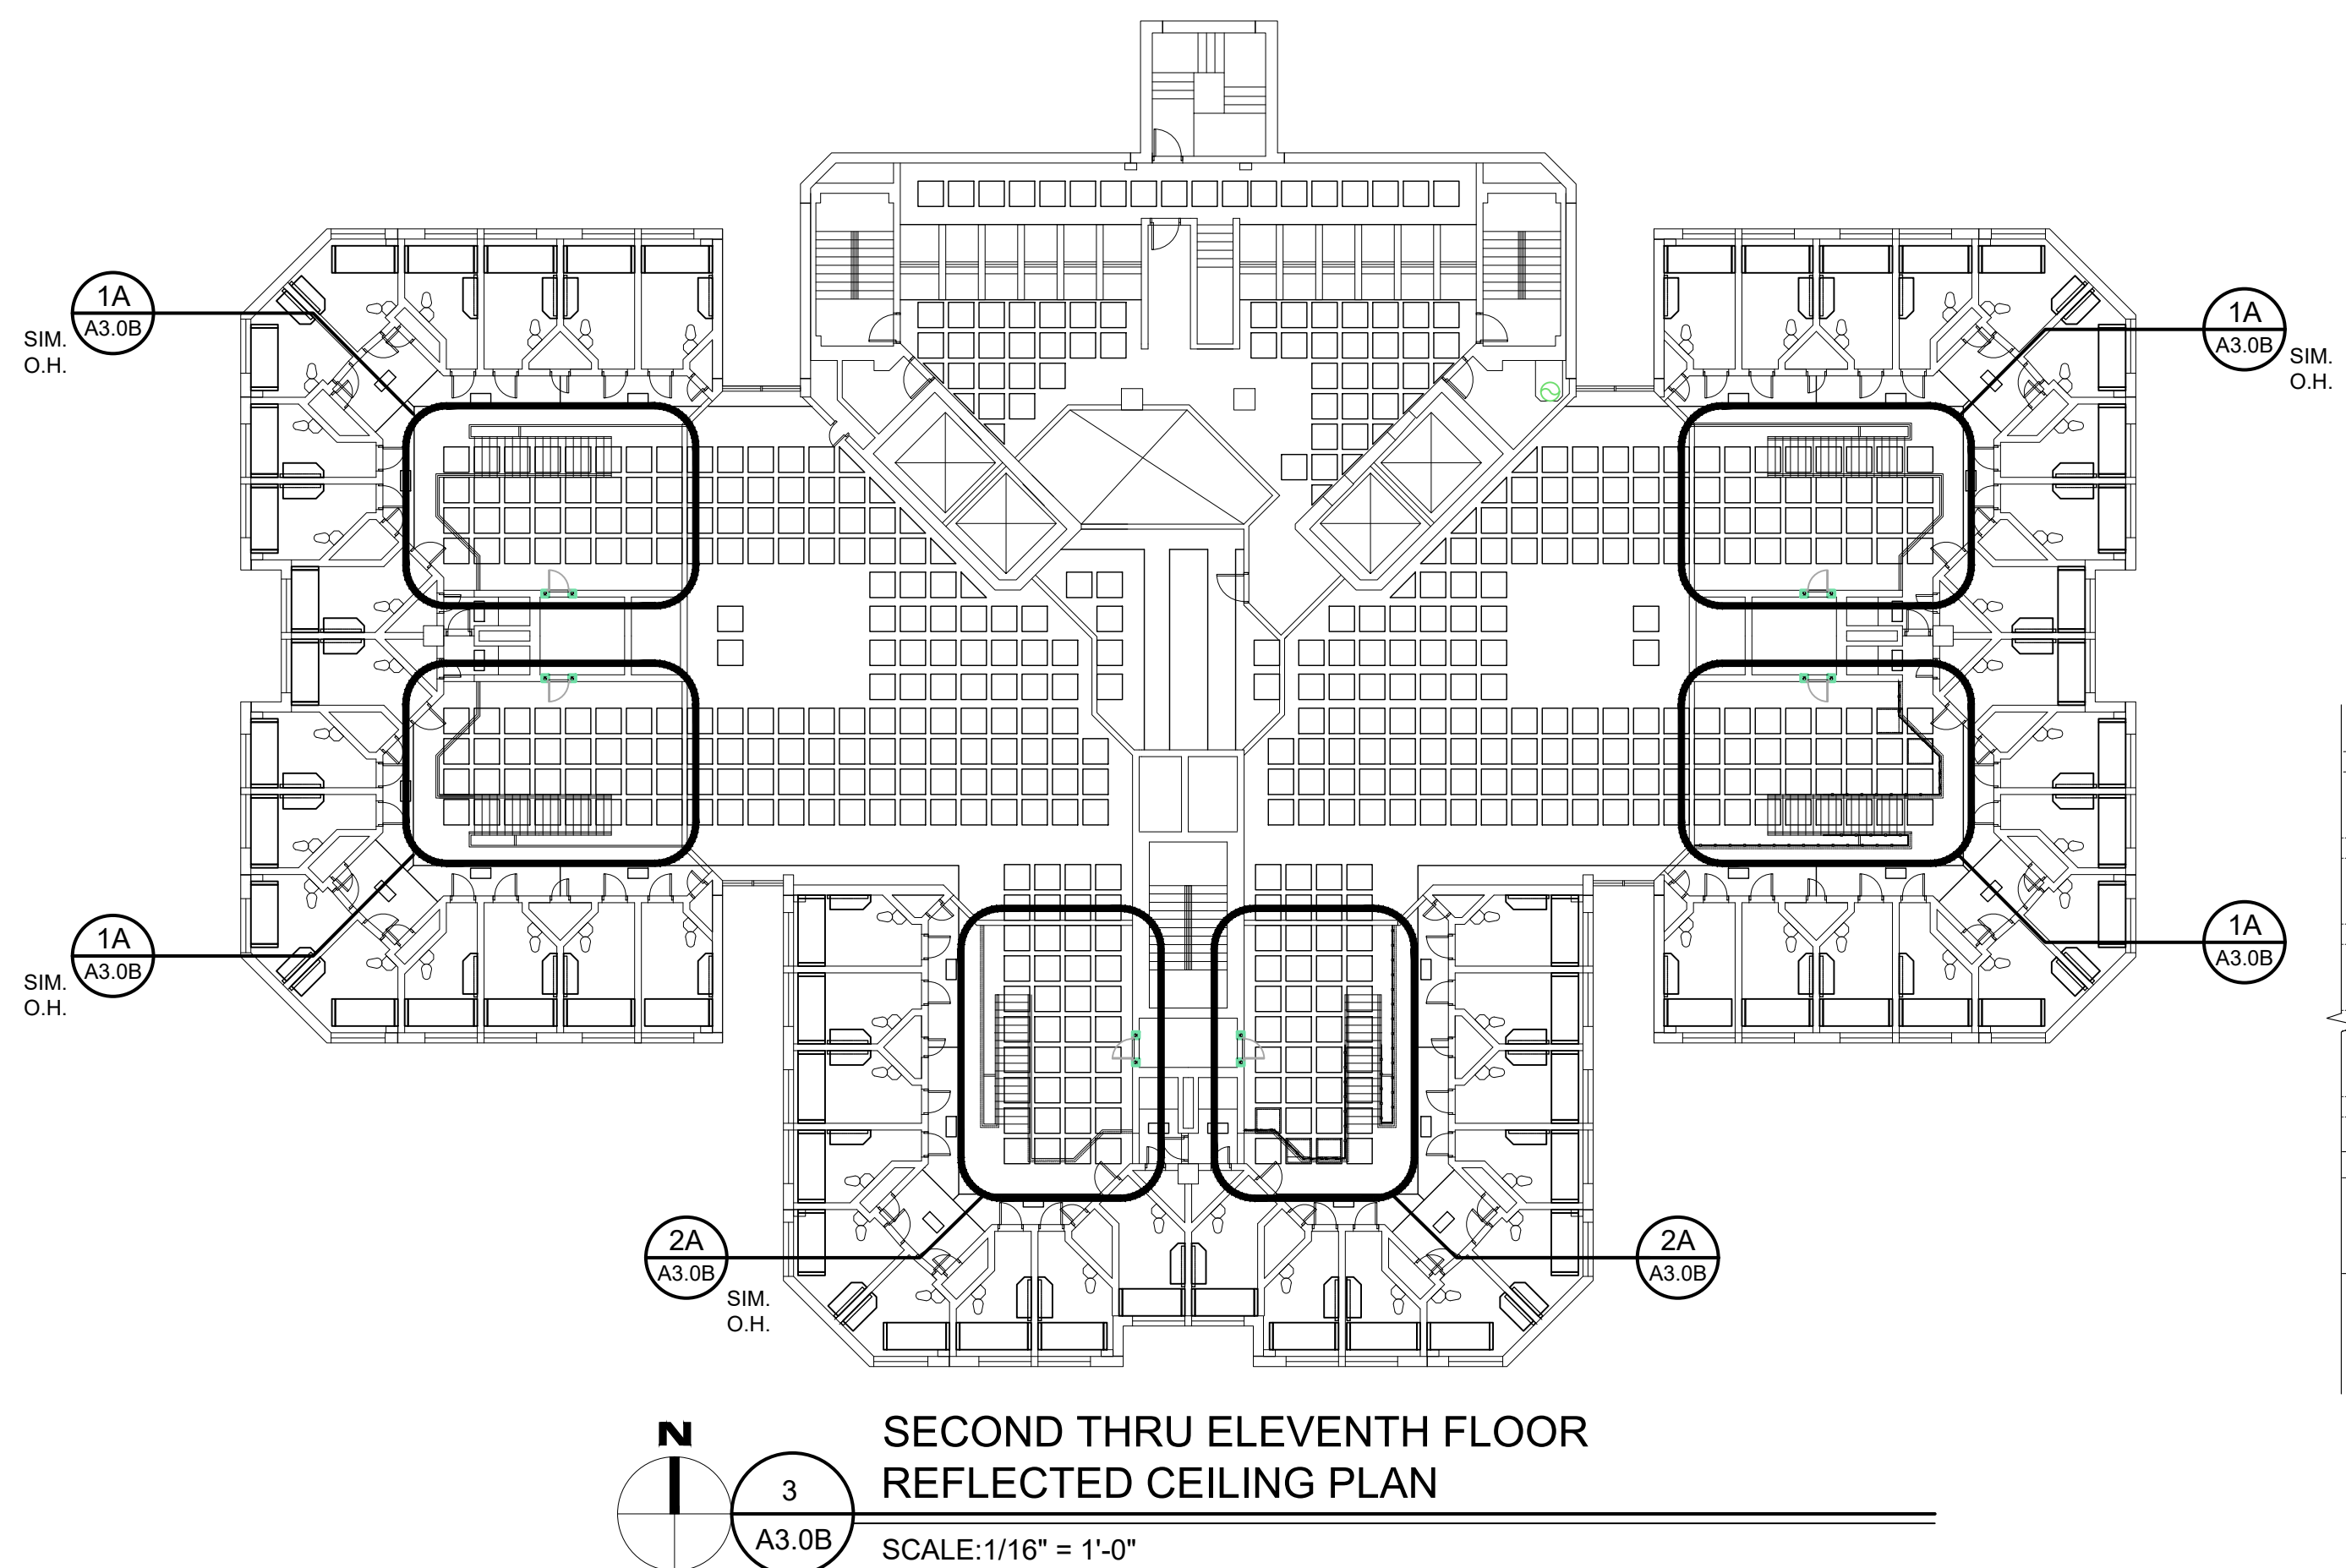 1A
A3.0B
SIM.
O.H.
1A
A3.0B
SIM.
O.H.
1A
A3.0B
SIM.
O.H.
1A
A3.0B
2A
A3.0B
SIM.
O.H.
2A
A3.0B
N
3
A3.0B
SECOND THRU ELEVENTH FLOOR
REFLECTED CEILING PLAN
SCALE:1/16" = 1'-0"